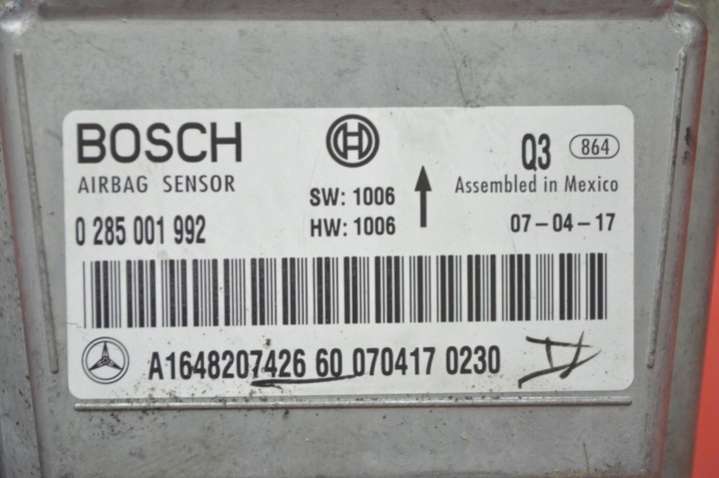 BOSCH
Q3 864
AIRBAG SENSOR
SW: 1006
Assembled in Mexico
0 285 001 992
HW: 1006
07-04-17
A1648207426 60 070417 0230